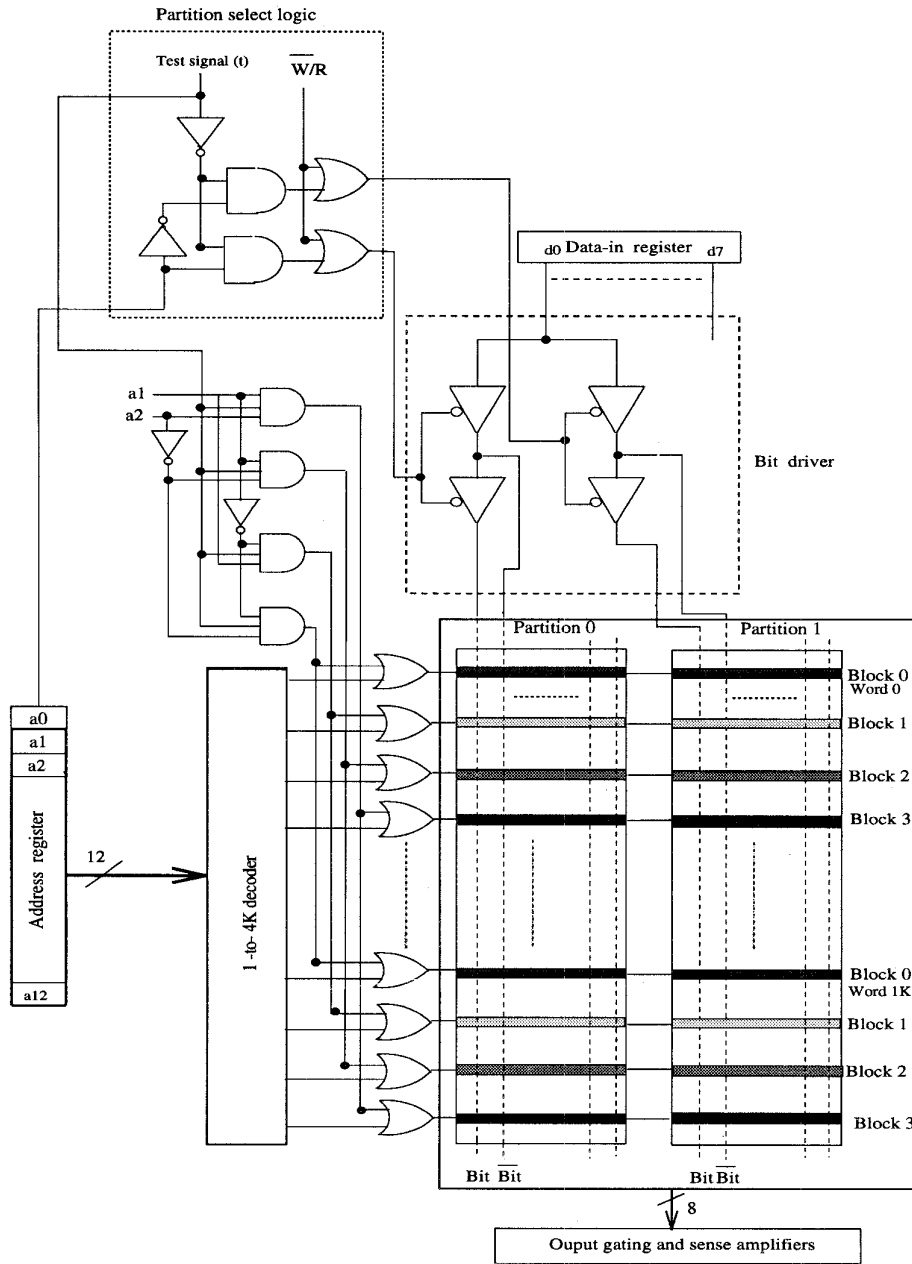 Partition select logic
Test signal (t)
W/R
d0 Data-in register d7
a1
a2
Bit driver
Partition 0
Partition 1
Block 0
Word 0
Block 1
Block 2
Block 3
a0
a1
a2
Address register
a12
12
1-to-4K decoder
Block 0
Word 1K
Block 1
Block 2
Block 3
Bit Bit
Bit Bit
8
Ouput gating and sense amplifiers